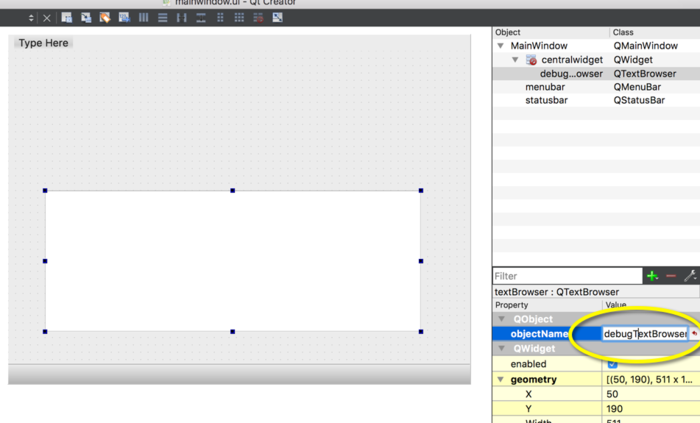 mainwindow.ui - Qt Creator
Type Here
Object Class
MainWindow QMainWindow
centralwidget QWidget
debug...owser QTextBrowser
menubar QMenuBar
statusbar QStatusBar
Filter
textBrowser : QTextBrowser
Property Value
QObject
objectName debugTextBrowser
QWidget
enabled
geometry [(50, 190), 511 x 1...
X 50
Y 190
Width 511